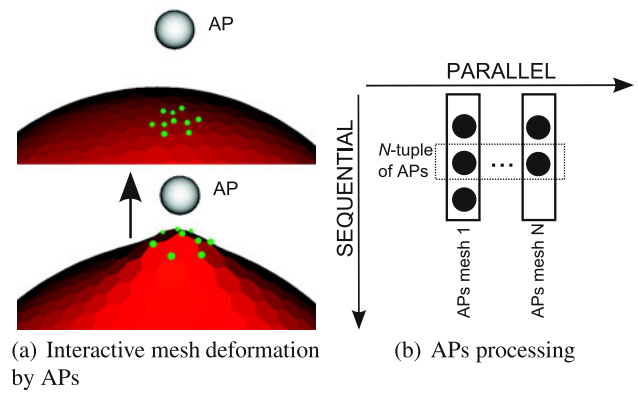 AP
AP
(a) Interactive mesh deformation
by APs
PARALLEL
SEQUENTIAL
N-tuple
of APs
...
APs mesh 1
APs mesh N
(b) APs processing